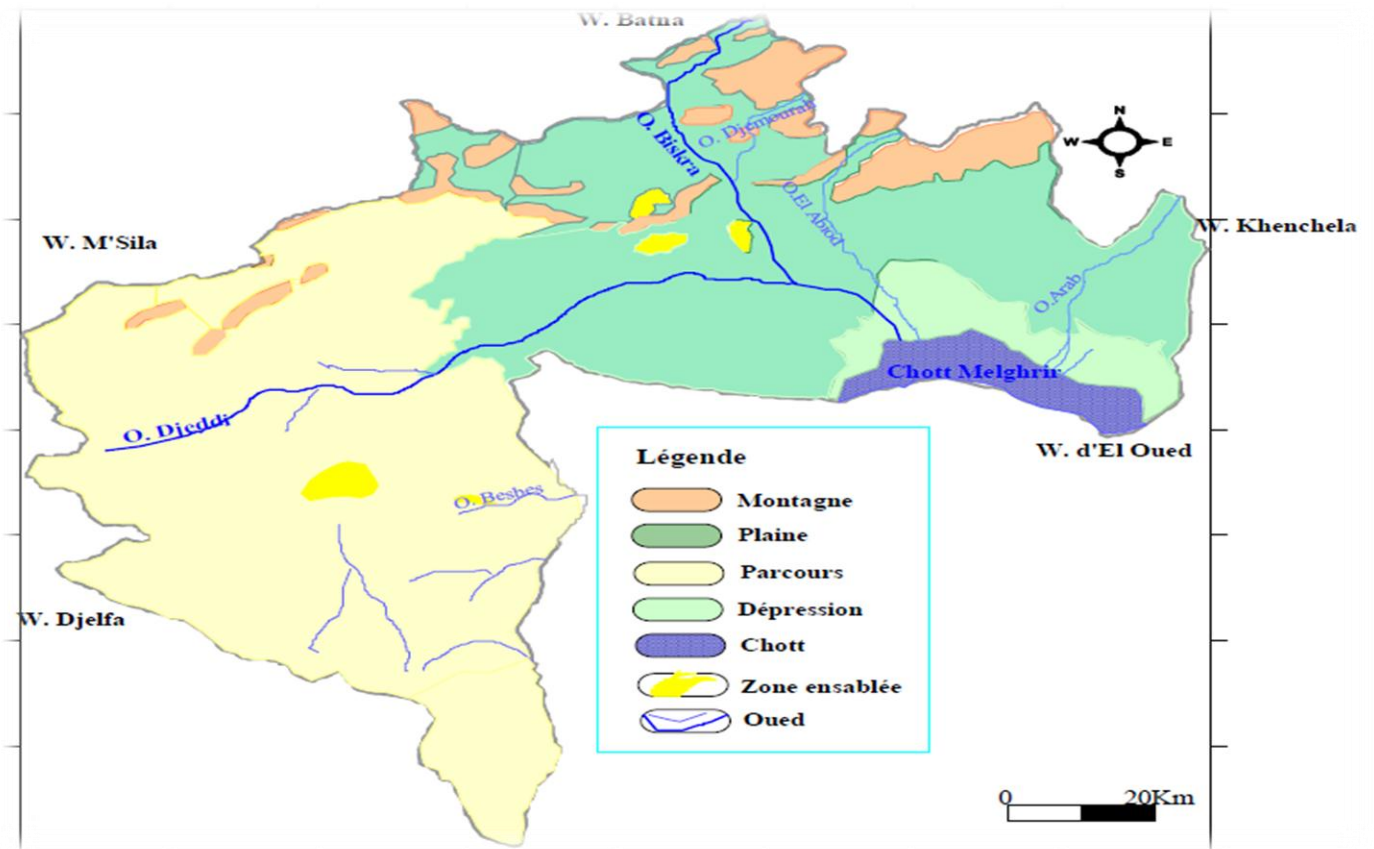 W. Batna
N
W E
S
O. Biskra
O. Djemourah
O.El Abiod
W. M'Sila
W. Khenchela
O.Arab
Chott Melghrir
O. Djeddi
W. d'El Oued
O. Besbes
W. Djelfa
Légende
Montagne
Plaine
Parcours
Dépression
Chott
Zone ensablée
Oued
0 20Km